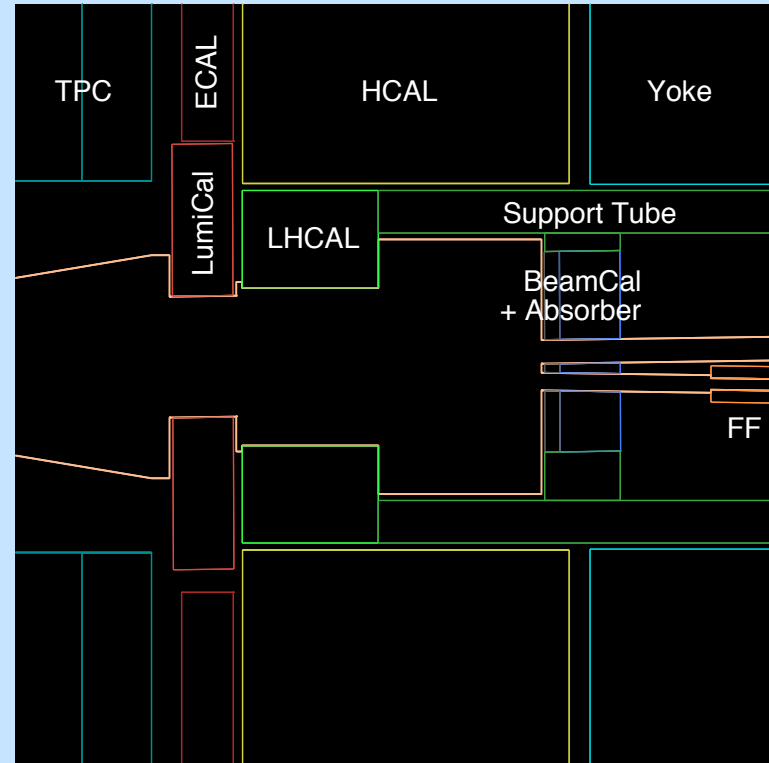 TPC
ECAL
HCAL
Yoke
LumiCal
LHCAL
Support Tube
BeamCal
+ Absorber
FF